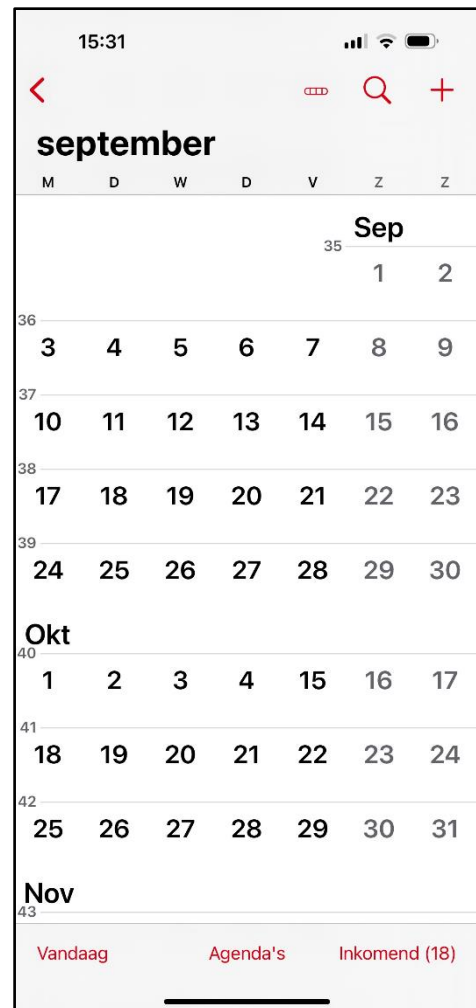 15:31
september
M D W D V Z Z
Sep
35
1 2
36
3 4 5 6 7 8 9
37
10 11 12 13 14 15 16
38
17 18 19 20 21 22 23
39
24 25 26 27 28 29 30
Okt
40
1 2 3 4 15 16 17
41
18 19 20 21 22 23 24
42
25 26 27 28 29 30 31
Nov
43
Vandaag Agenda's Inkomend (18)